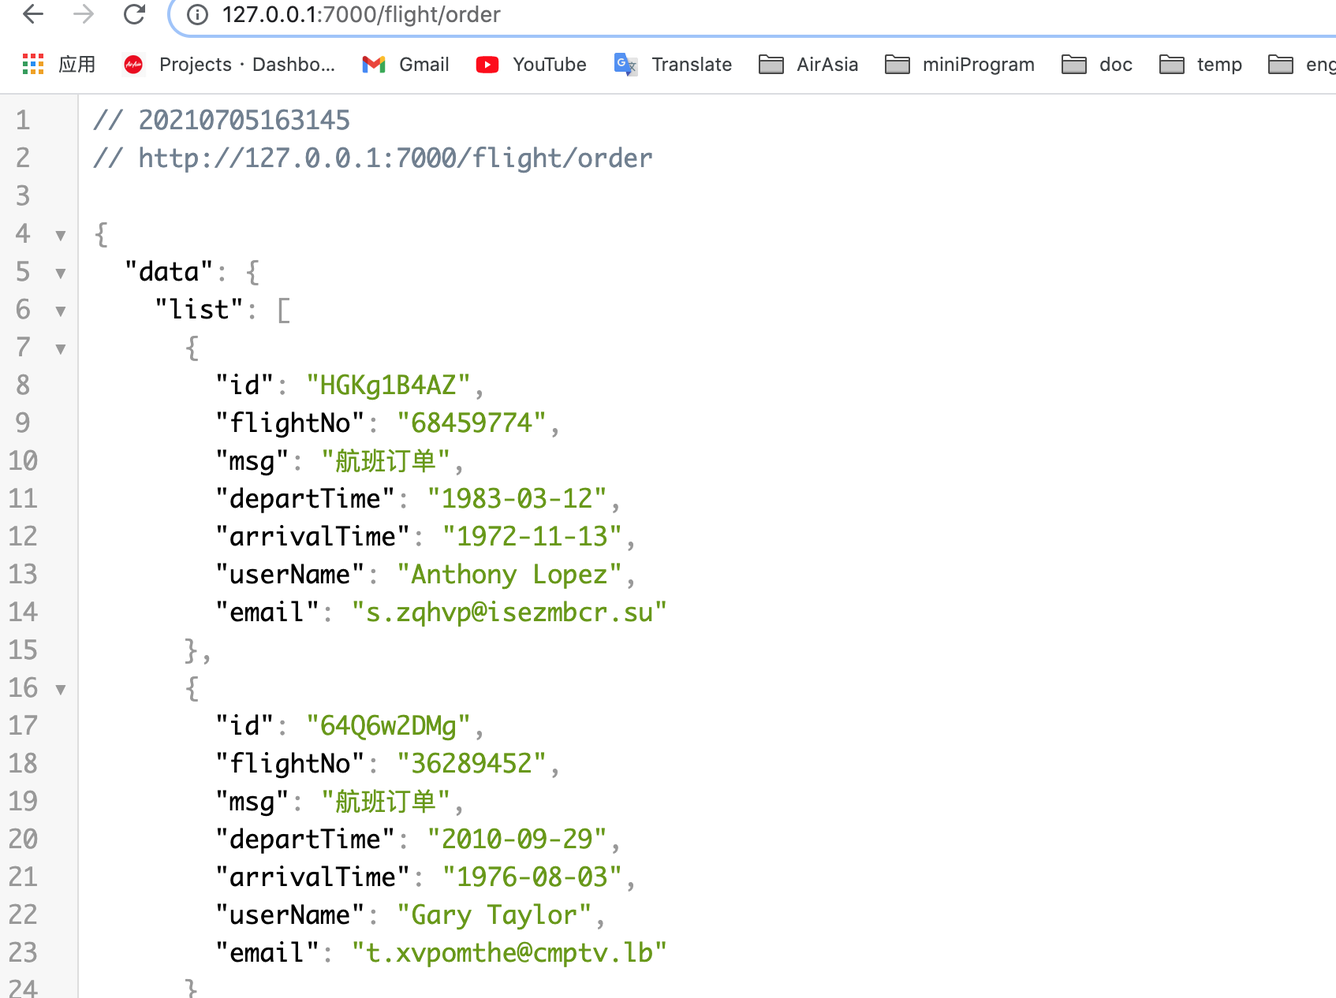 127.0.0.1:7000/flight/order
应用 Projects · Dashbo... Gmail YouTube Translate AirAsia miniProgram doc temp eng
1 // 20210705163145
2 // http://127.0.0.1:7000/flight/order
3
4 {
5 "data": {
6 "list": [
7 {
8 "id": "HGKg1B4AZ",
9 "flightNo": "68459774",
10 "msg": "航班订单",
11 "departTime": "1983-03-12",
12 "arrivalTime": "1972-11-13",
13 "userName": "Anthony Lopez",
14 "email": "s.zqhvp@isezmbcr.su"
15 },
16 {
17 "id": "64Q6w2DMg",
18 "flightNo": "36289452",
19 "msg": "航班订单",
20 "departTime": "2010-09-29",
21 "arrivalTime": "1976-08-03",
22 "userName": "Gary Taylor",
23 "email": "t.xvpomthe@cmptv.lb"
24 }